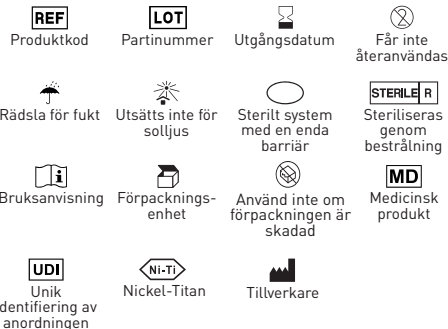 REF
Produktkod
LOT
Partinummer
Utgångsdatum
2
Får inte
återanvändas
Rädsla för fukt
Utsätts inte för
solljus
Sterilt system
med en enda
barriär
STERILE R
Steriliseras
genom
bestrålning
i
Bruksanvisning
Förpacknings-
enhet
Använd inte om
förpackningen är
skadad
MD
Medicinsk
produkt
UDI
Unik
dentifiering av
anordningen
Ni-Ti
Nickel-Titan
Tillverkare